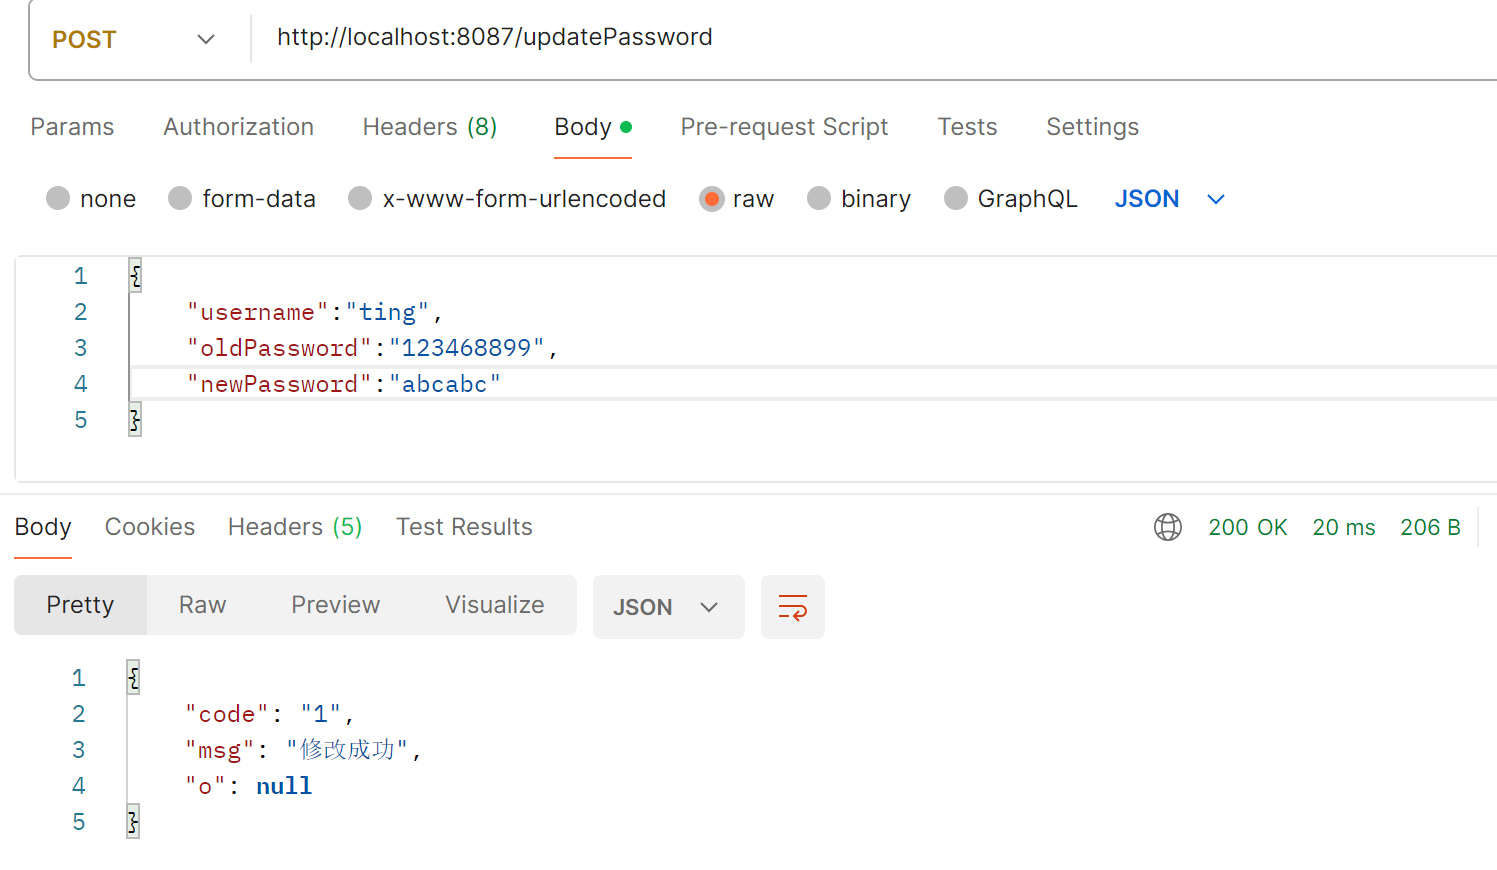 POST http://localhost:8087/updatePassword
Params Authorization Headers (8) Body Pre-request Script Tests Settings
none form-data x-www-form-urlencoded raw binary GraphQL JSON
1 {
2 "username":"ting",
3 "oldPassword":"123468899",
4 "newPassword":"abcabc"
5 }
Body Cookies Headers (5) Test Results 200 OK 20 ms 206 B
Pretty Raw Preview Visualize JSON
1 {
2 "code": "1",
3 "msg": "修改成功",
4 "o": null
5 }